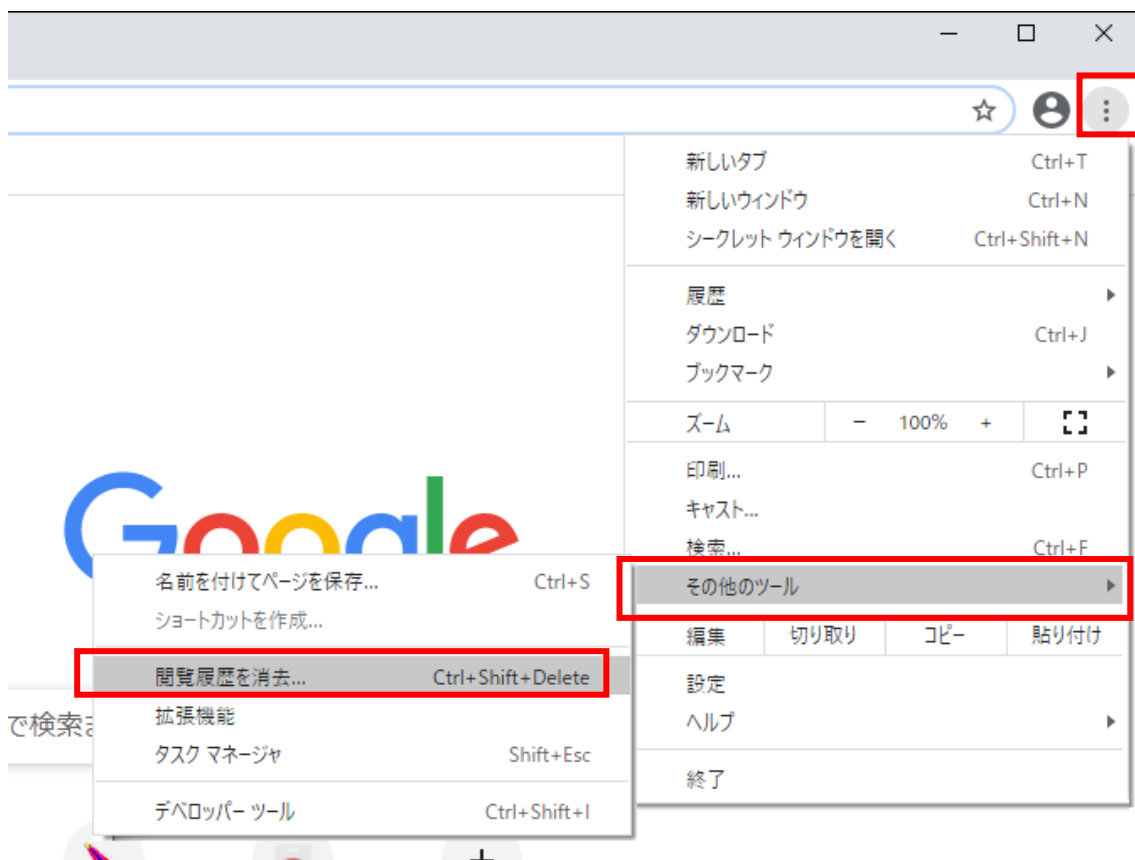 新しいタブ Ctrl+T
新しいウィンドウ Ctrl+N
シークレット ウィンドウを開く Ctrl+Shift+N
履歴
ダウンロード Ctrl+J
ブックマーク
ズーム − 100% +
印刷... Ctrl+P
キャスト...
検索... Ctrl+F
その他のツール
編集 切り取り コピー 貼り付け
設定
ヘルプ
終了
Google
名前を付けてページを保存... Ctrl+S
ショートカットを作成...
閲覧履歴を消去... Ctrl+Shift+Delete
拡張機能
タスク マネージャ Shift+Esc
デベロッパー ツール Ctrl+Shift+I
で検索